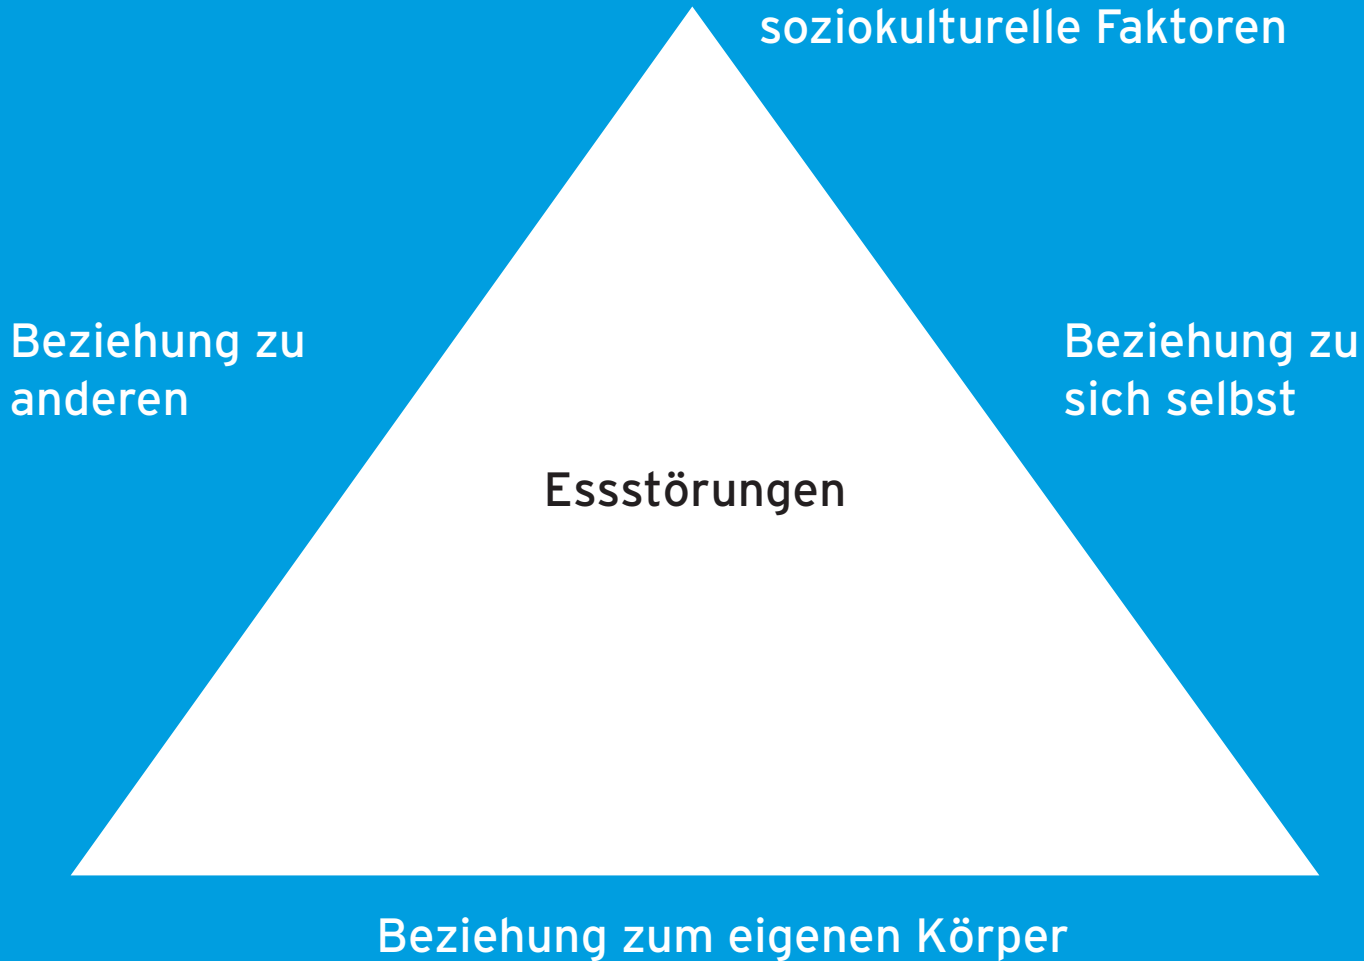 soziokulturelle Faktoren
Beziehung zu
anderen
Beziehung zu
sich selbst
Essstörungen
Beziehung zum eigenen Körper